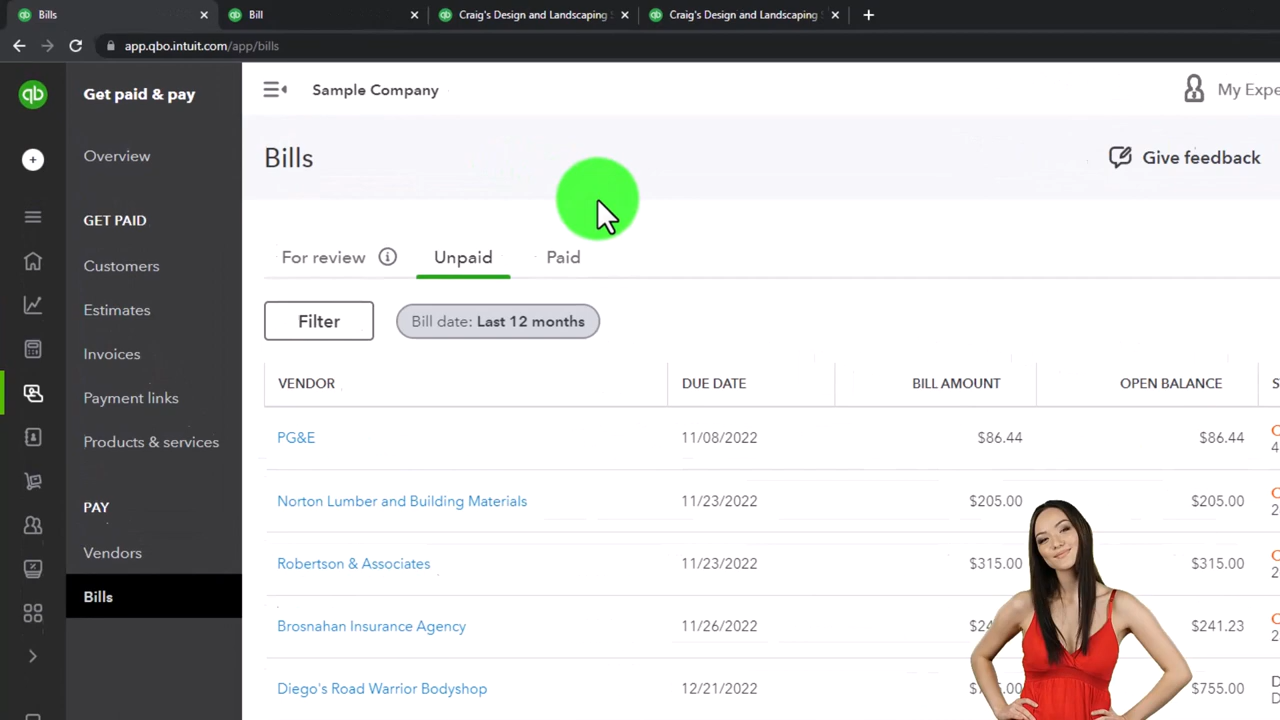 Bills
Bill
Craig's Design and Landscaping
Craig's Design and Landscaping
app.qbo.intuit.com/app/bills
qb
Get paid & pay
Sample Company
My Expe
Overview
Bills
Give feedback
GET PAID
For review
Unpaid
Paid
Customers
Estimates
Filter
Bill date: Last 12 months
Invoices
VENDOR
DUE DATE
BILL AMOUNT
OPEN BALANCE
S
Payment links
PG&E
11/08/2022
$86.44
$86.44
O
4
Products & services
PAY
Norton Lumber and Building Materials
11/23/2022
$205.00
$205.00
O
2
Vendors
Robertson & Associates
11/23/2022
$315.00
$315.00
O
2
Bills
Brosnahan Insurance Agency
11/26/2022
$241.23
O
2
Diego's Road Warrior Bodyshop
12/21/2022
$755.00
D
D